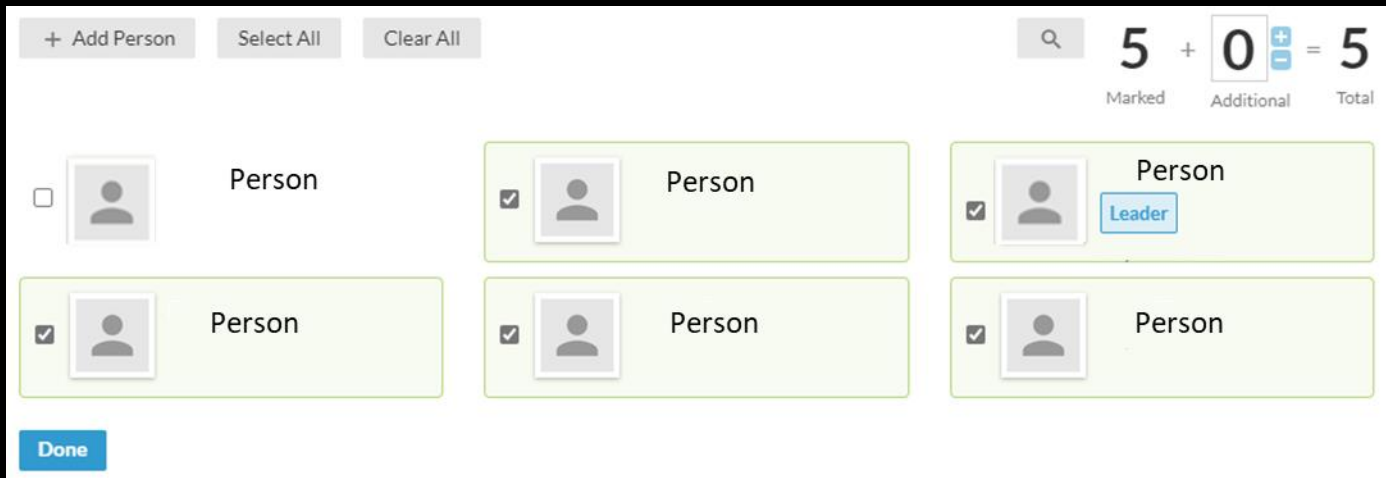 + Add Person Select All Clear All
5 + 0 + − = 5
Marked Additional Total
Person Person Person
Leader
Person Person Person
Done